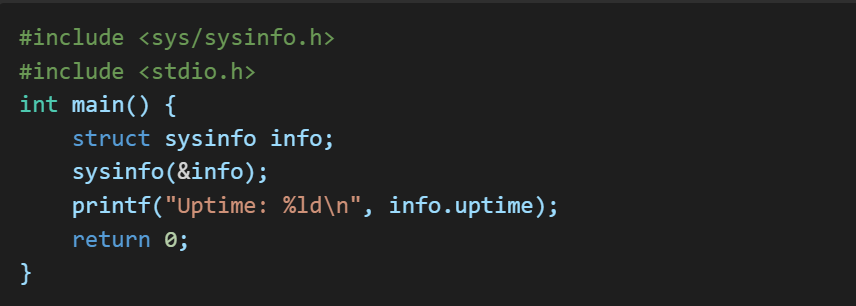 #include <sys/sysinfo.h>
#include <stdio.h>
int main() {
    struct sysinfo info;
    sysinfo(&info);
    printf("Uptime: %ld\n", info.uptime);
    return 0;
}